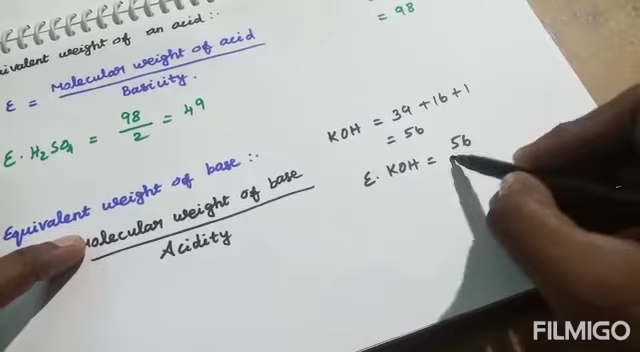 ivalent weight of an acid :-
E = Molecular weight of acid
Basicity.
E. H2SO4 = 98/2 = 49
= 98
Equivalent weight of base :-
Molecular weight of base
Acidity
KOH = 39 + 16 + 1
= 56
E. KOH = 56
FILMIGO